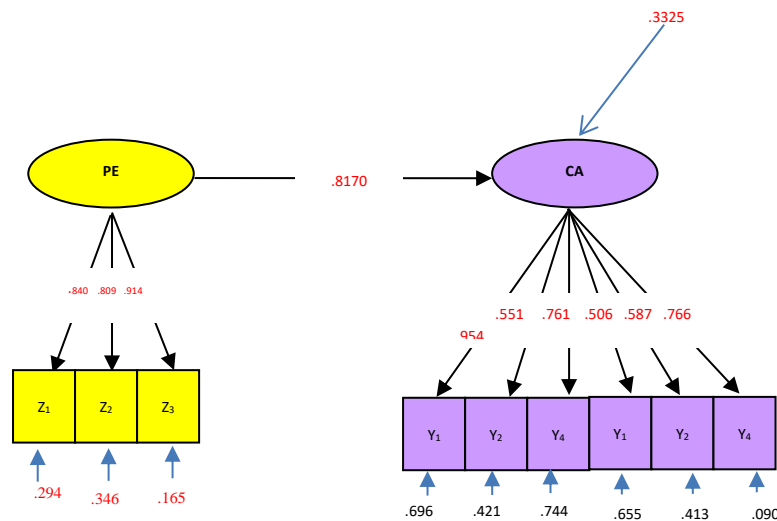 .3325
PE
CA
.8170
.840 .809 .914
.551 .761 .506 .587 .766
.954
Z₁ Z₂ Z₃
Y₁ Y₂ Y₄ Y₁ Y₂ Y₄
.294 .346 .165
.696 .421 .744 .655 .413 .090